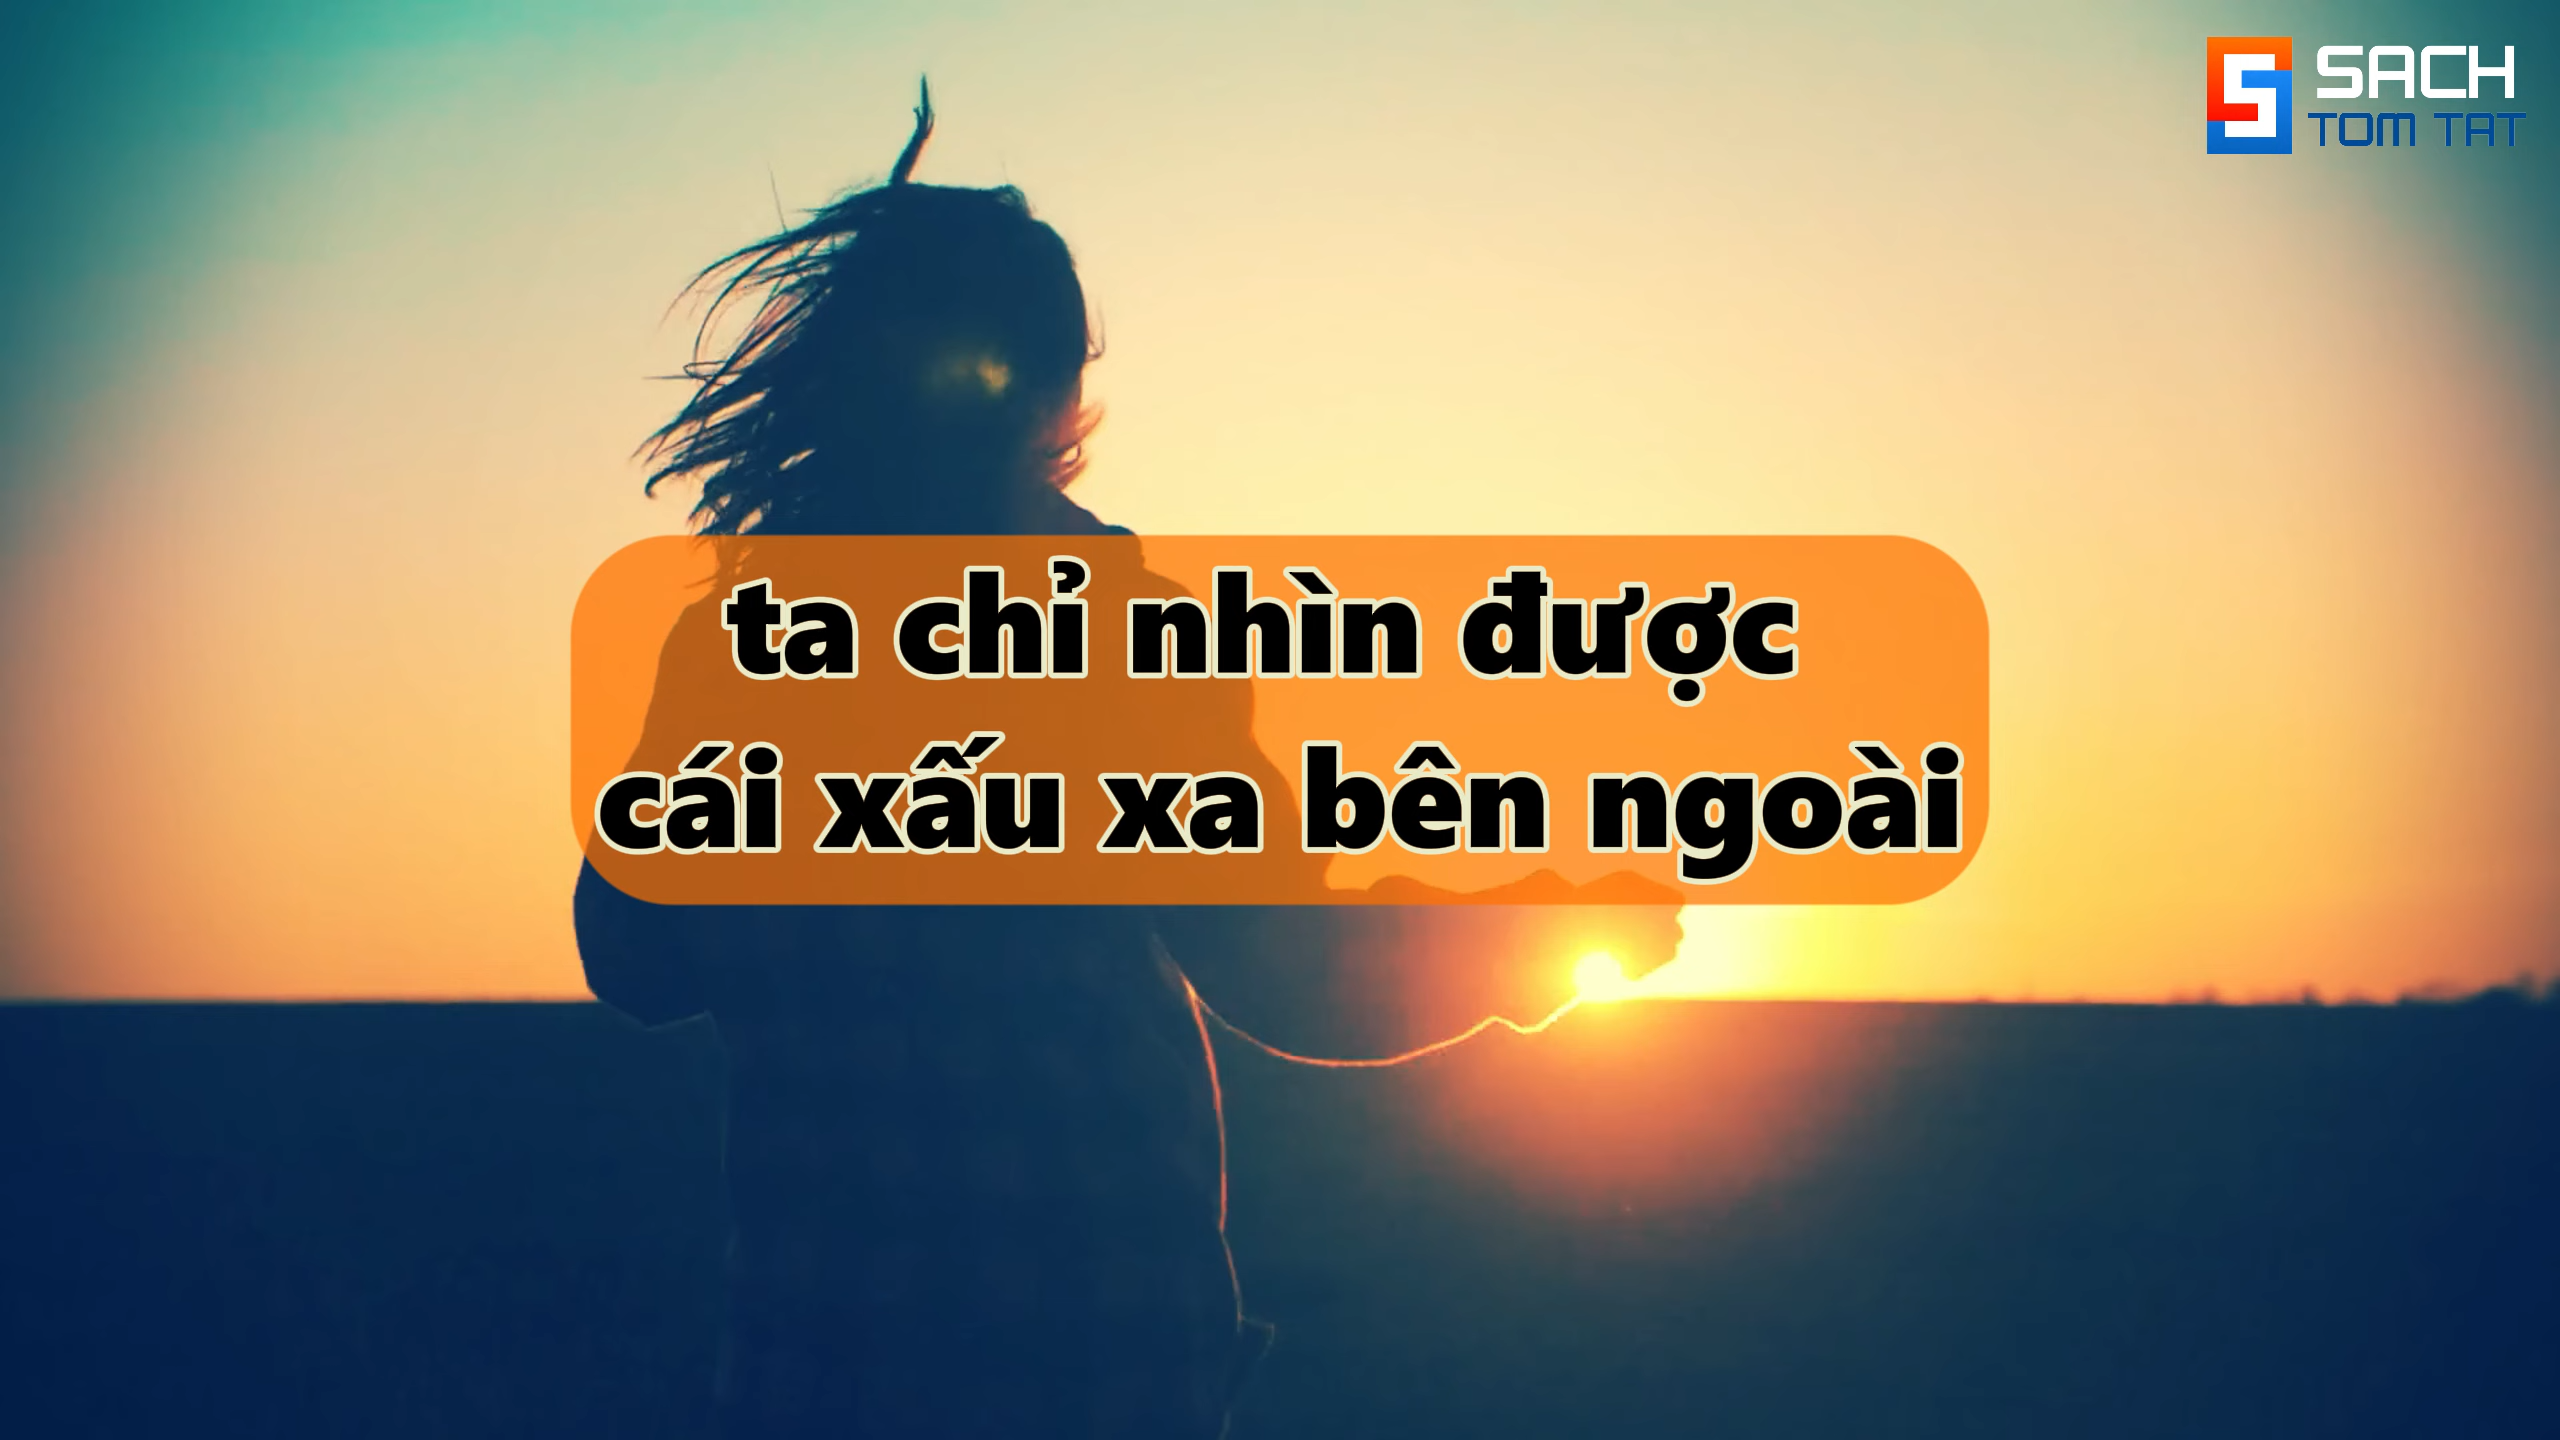 SACH
TOM TAT
ta chỉ nhìn được
cái xấu xa bên ngoài